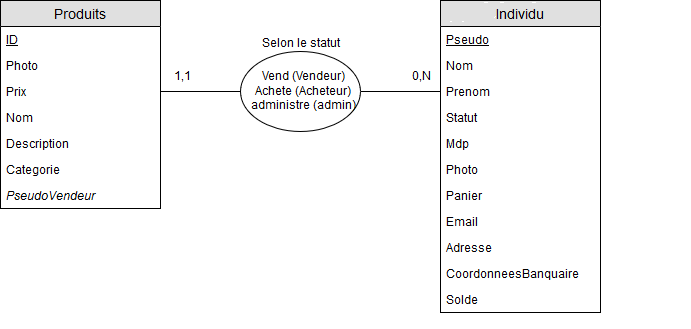 Produits
ID
Photo
Prix
Nom
Description
Categorie
PseudoVendeur
1,1
Selon le statut
Vend (Vendeur)
Achete (Acheteur)
administre (admin)
0,N
Individu
Pseudo
Nom
Prenom
Statut
Mdp
Photo
Panier
Email
Adresse
CoordonneesBanquaire
Solde